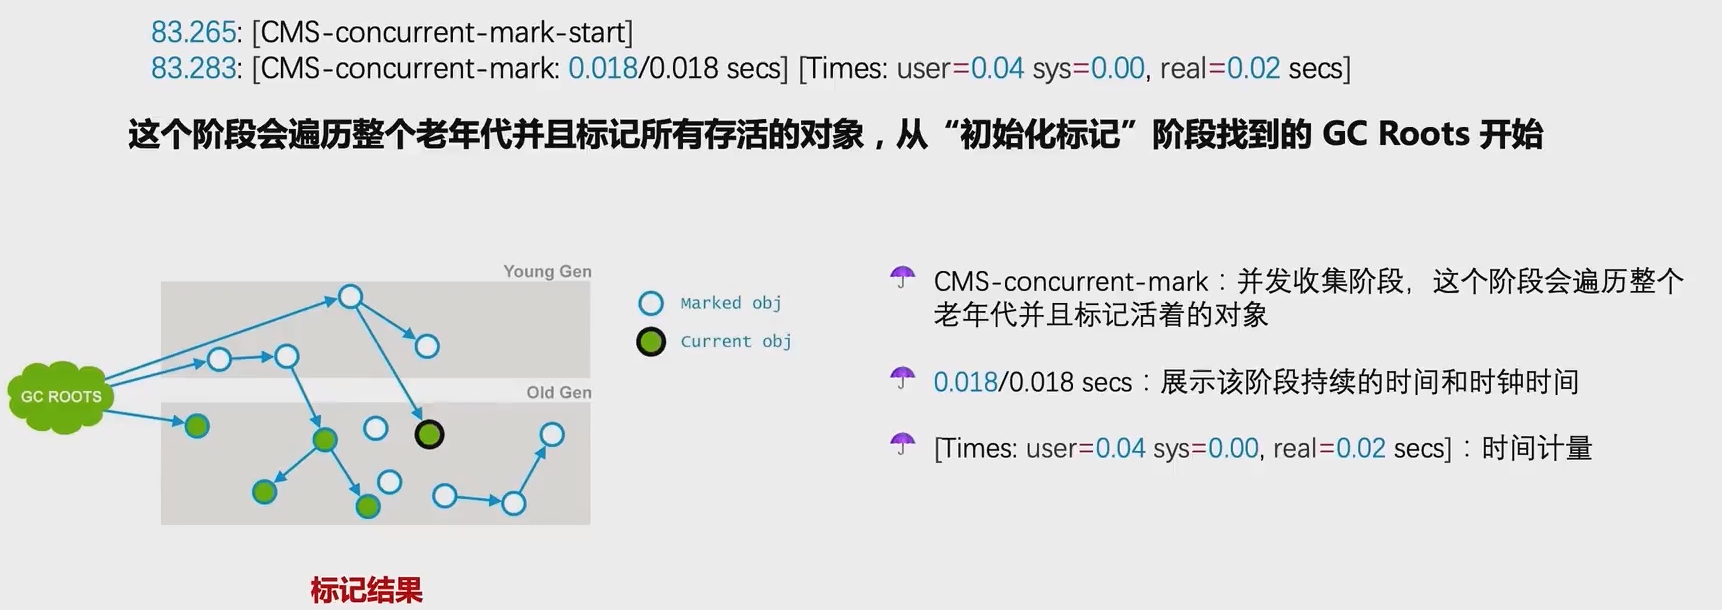 83.265: [CMS-concurrent-mark-start]
83.283: [CMS-concurrent-mark: 0.018/0.018 secs] [Times: user=0.04 sys=0.00, real=0.02 secs]
这个阶段会遍历整个老年代并且标记所有存活的对象，从“初始化标记”阶段找到的 GC Roots 开始
Young Gen
GC ROOTS
Old Gen
Marked obj
Current obj
标记结果
CMS-concurrent-mark：并发收集阶段，这个阶段会遍历整个
老年代并且标记活着的对象
0.018/0.018 secs：展示该阶段持续的时间和时钟时间
[Times: user=0.04 sys=0.00, real=0.02 secs]：时间计量